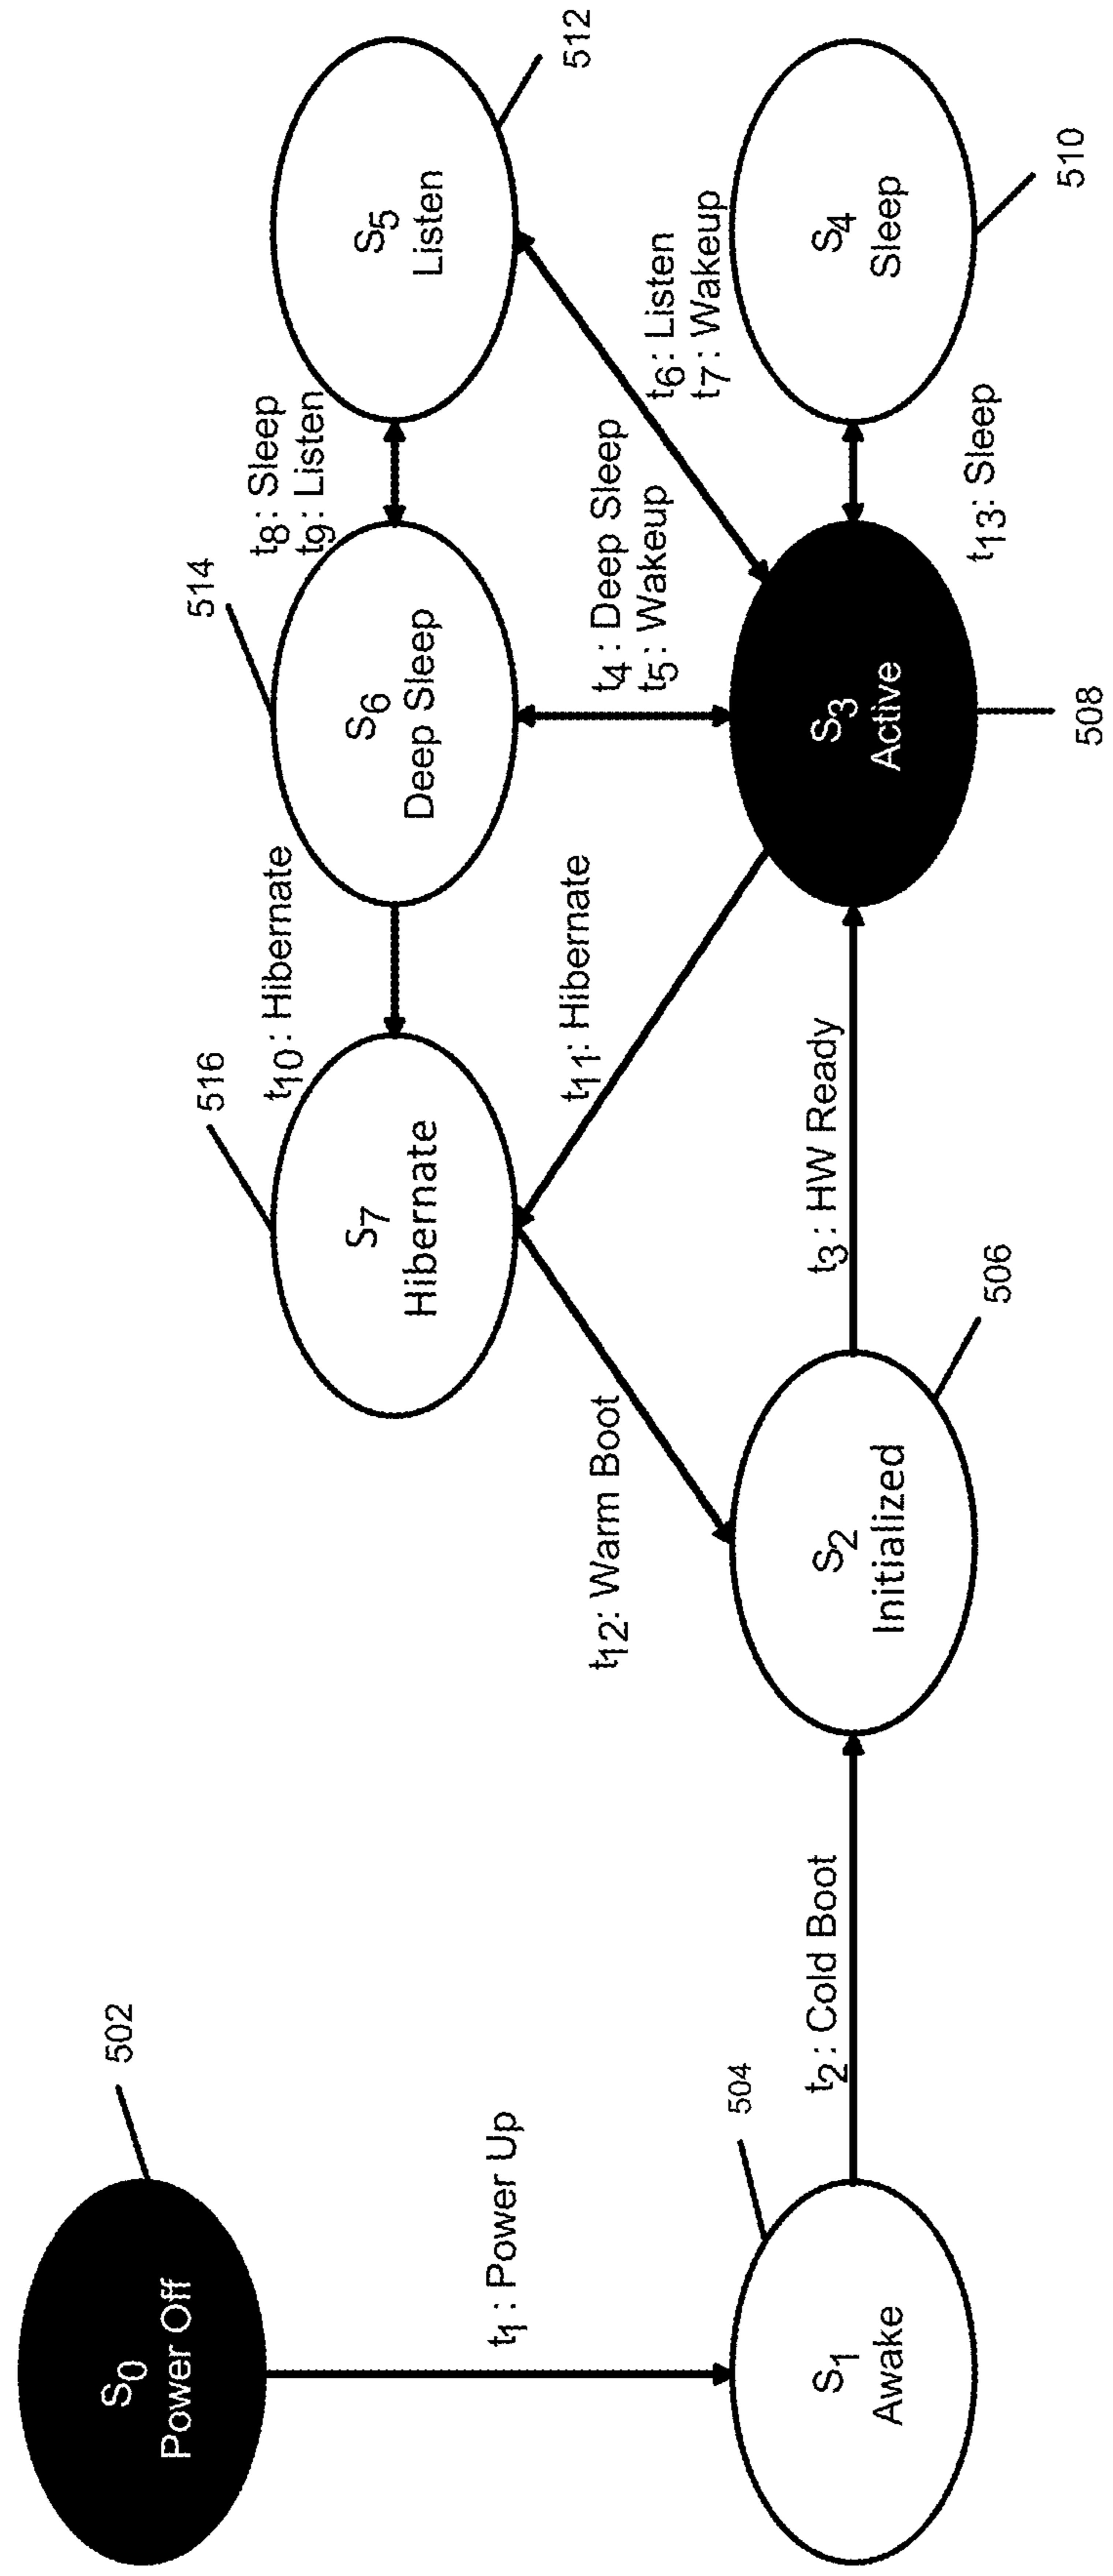 502
S0
Power Off
t1 : Power Up
504
S1
Awake
t2 : Cold Boot
506
S2
Initialized
t12: Warm Boot
t3 : HW Ready
516
S7
Hibernate
t10: Hibernate
t11: Hibernate
514
S6
Deep Sleep
t4 : Deep Sleep
t5 : Wakeup
S3
Active
508
t8 : Sleep
t9 : Listen
S5
Listen
512
t6 : Listen
t7 : Wakeup
t13: Sleep
S4
Sleep
510